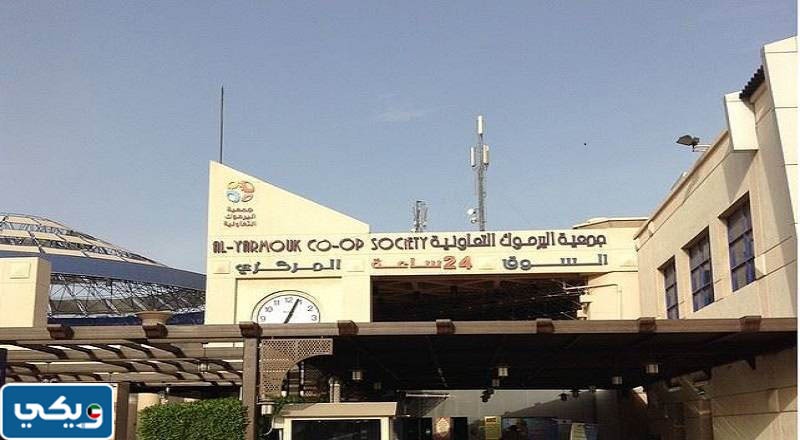 جمعية
اليرموك
التعاونية
AL-YARMOUK CO-OP SOCIETY جمعية اليرموك التعاونية
السوق 24 ساعة المركزي
ويكي